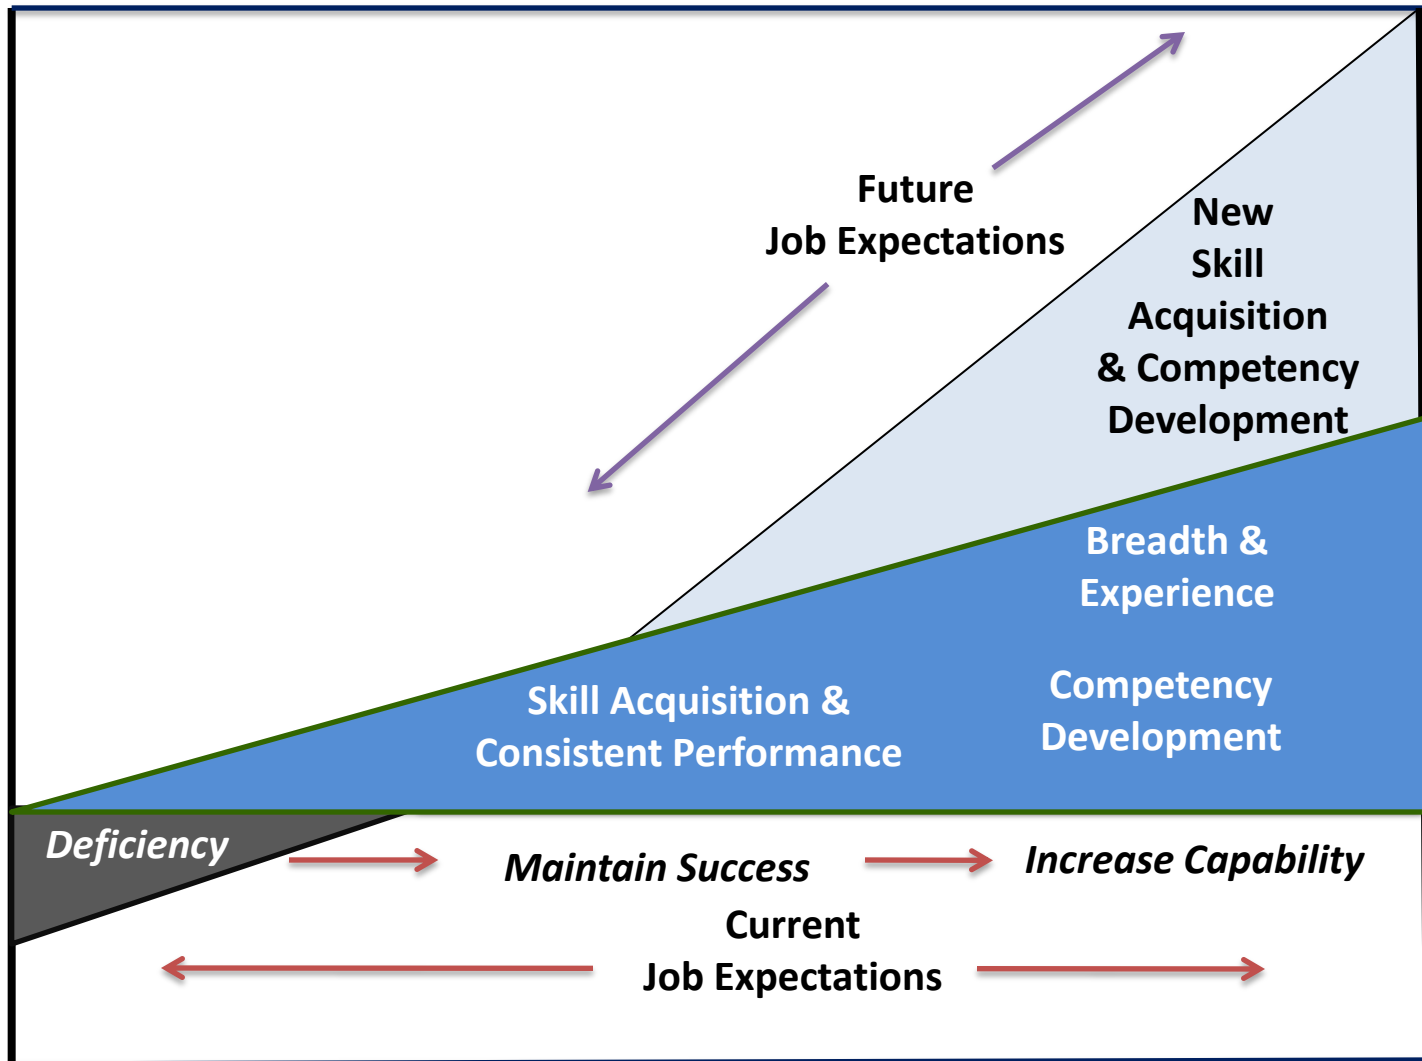 Future
Job Expectations
New
Skill
Acquisition
& Competency
Development
Breadth &
Experience
Skill Acquisition &
Consistent Performance
Competency
Development
Deficiency
Maintain Success
Increase Capability
Current
Job Expectations